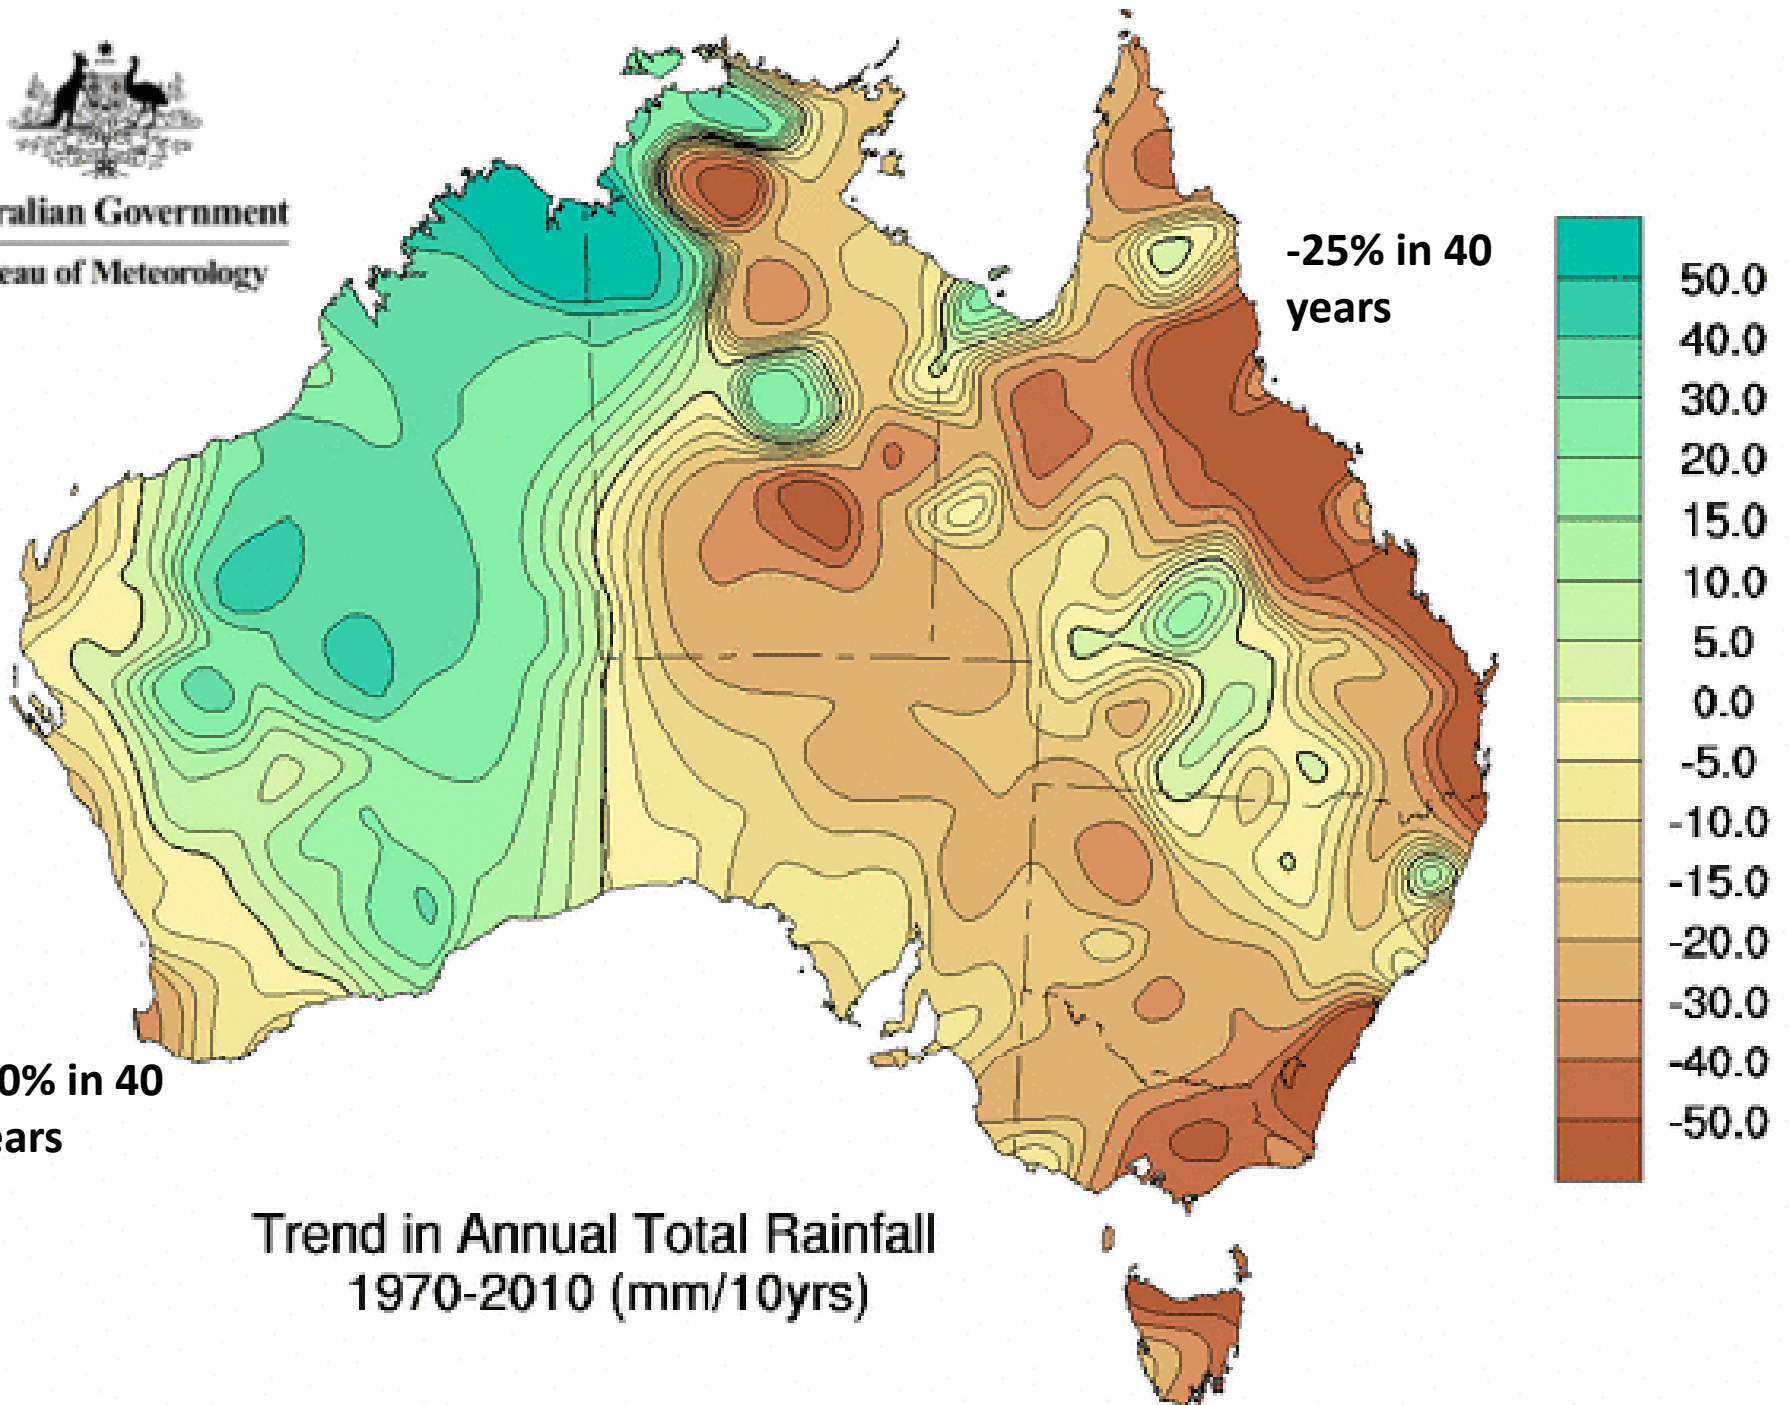 ralian Government
eau of Meteorology
-25% in 40
years
50.0
40.0
30.0
20.0
15.0
10.0
5.0
0.0
-5.0
-10.0
-15.0
-20.0
-30.0
-40.0
-50.0
0% in 40
ears
Trend in Annual Total Rainfall
1970-2010 (mm/10yrs)